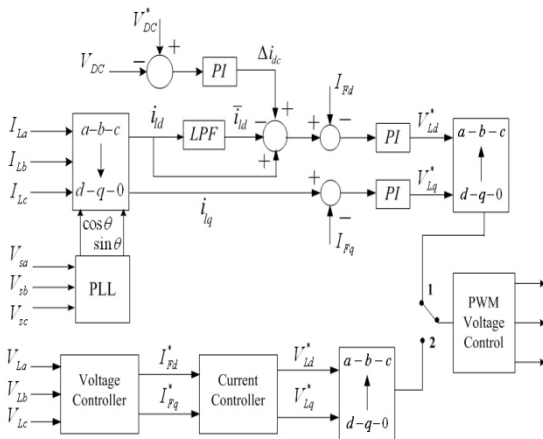 V*DC
VDC
−
+
PI
Δidc
ILa
ILb
ILc
a−b−c
d−q−0
ild
LPF
īld
−
+
+
IFd
+
−
PI
V*Ld
a−b−c
d−q−0
ilq
+
−
IFq
PI
V*Lq
cosθ
sinθ
Vsa
Vsb
Vsc
PLL
1
2
PWM
Voltage
Control
VLa
VLb
VLc
Voltage
Controller
I*Fd
I*Fq
Current
Controller
V*Ld
V*Lq
a−b−c
d−q−0